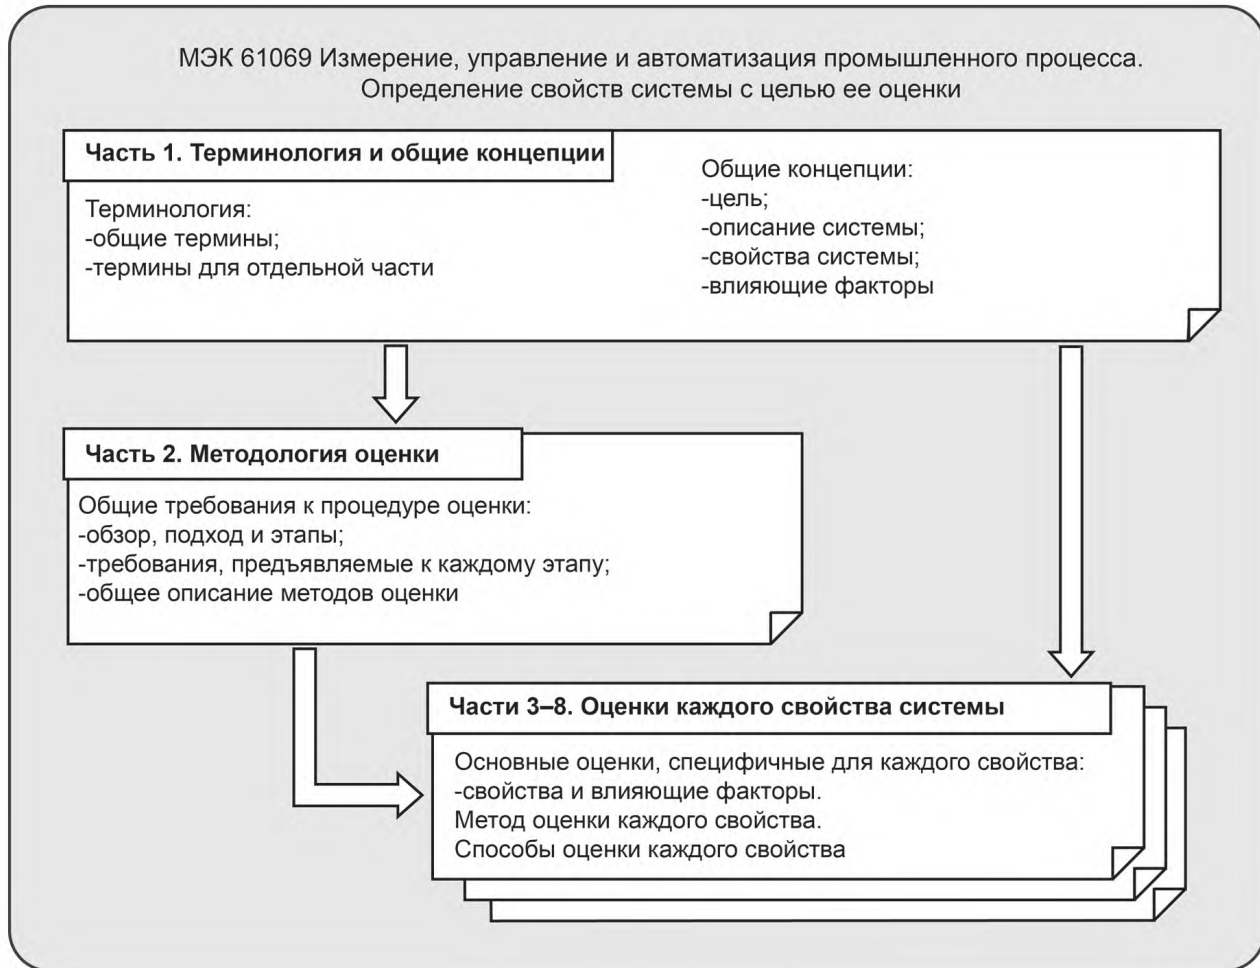 МЭК 61069 Измерение, управление и автоматизация промышленного процесса.
Определение свойств системы с целью ее оценки
Часть 1. Терминология и общие концепции
Терминология:
-общие термины;
-термины для отдельной части
Общие концепции:
-цель;
-описание системы;
-свойства системы;
-влияющие факторы
Часть 2. Методология оценки
Общие требования к процедуре оценки:
-обзор, подход и этапы;
-требования, предъявляемые к каждому этапу;
-общее описание методов оценки
Части 3–8. Оценки каждого свойства системы
Основные оценки, специфичные для каждого свойства:
-свойства и влияющие факторы.
Метод оценки каждого свойства.
Способы оценки каждого свойства